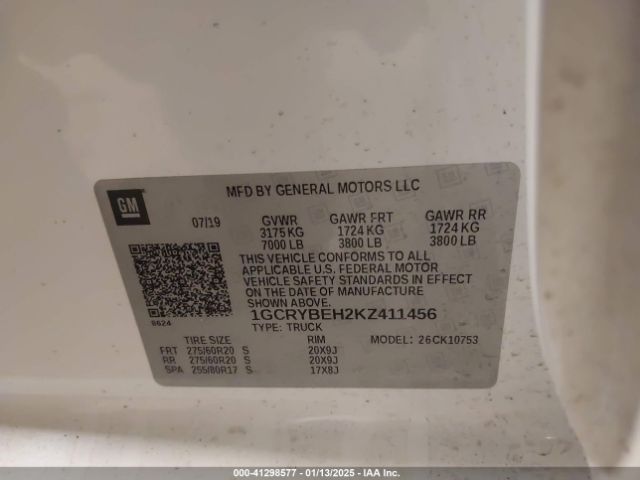 GM
MFD BY GENERAL MOTORS LLC
07/19
GVWR GAWR FRT GAWR RR
3175 KG 1724 KG 1724 KG
7000 LB 3800 LB 3800 LB
THIS VEHICLE CONFORMS TO ALL
APPLICABLE U.S. FEDERAL MOTOR
VEHICLE SAFETY STANDARDS IN EFFECT
ON THE DATE OF MANUFACTURE
SHOWN ABOVE.
8624
1GCRYBEH2KZ411456
TYPE: TRUCK
MODEL: 26CK10753
TIRE SIZE RIM
FRT 275/60R20 S 20X9J
RR 275/60R20 S 20X9J
SPA 255/80R17 S 17X8J
000-41298577 - 01/13/2025 - IAA Inc.